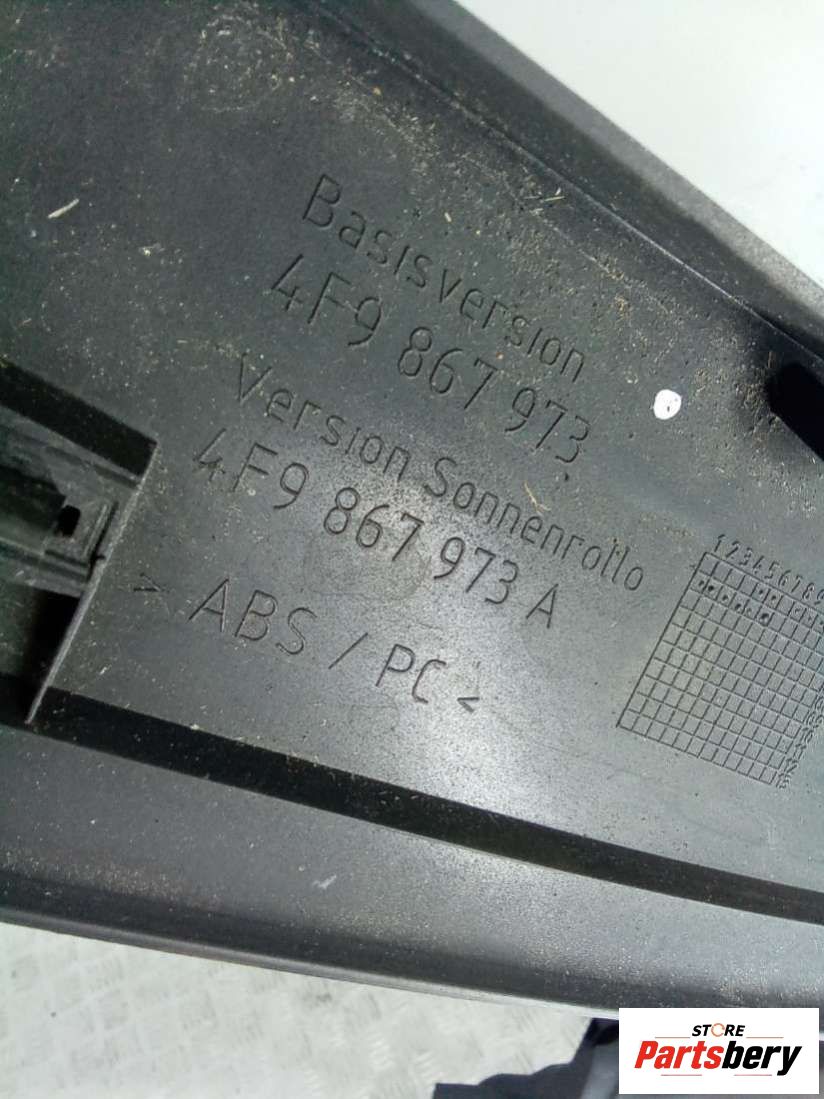 Basisversion
4F9 867 973
Version Sonnenrollo
4F9 867 973 A
> ABS / PC <
123456789
STORE
Partsbery